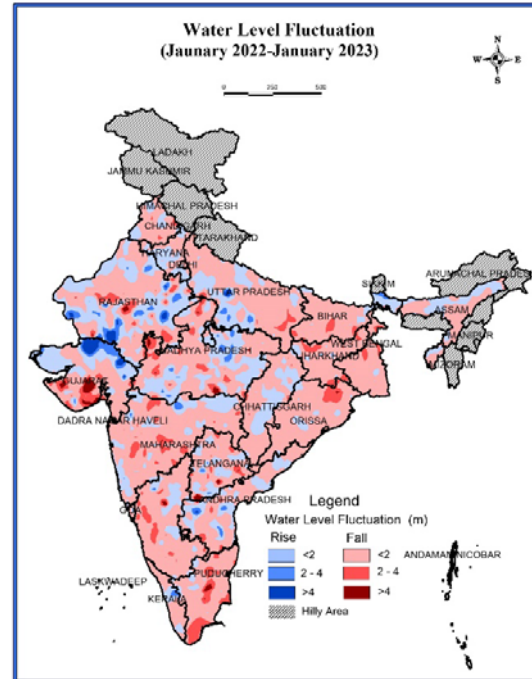 Water Level Fluctuation
(Jaunary 2022-January 2023)
N
W E
S
0 250 500
LADAKH
JAMMU KASHMIR
HIMACHAL PRADESH
CHANDIGARH
UTTARAKHAND
HARYANA
DELHI
SIKKIM
ARUNACHAL PRADESH
RAJASTHAN
UTTAR PRADESH
ASSAM
BIHAR
MANIPUR
WEST BENGAL
MADHYA PRADESH
JHARKHAND
MIZORAM
GUJARAT
CHHATTISGARH
DADRA NAGAR HAVELI
ORISSA
MAHARASHTRA
TELANGANA
ANDHRA PRADESH
GOA
Legend
Water Level Fluctuation (m)
Rise Fall
<2 <2
2 - 4 2 - 4
>4 >4
Hilly Area
ANDAMAN NICOBAR
PUDUCHERRY
LASKWADEEP
KERALA